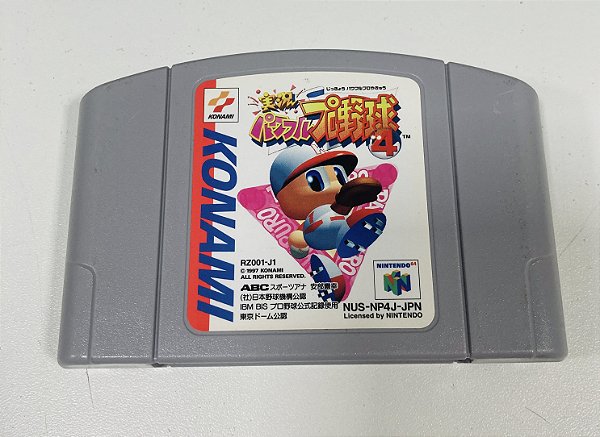 KONAMI
じっきょう パワフルプロやきゅう
実況
パワフルプロ野球
4™
KONAMI
RZ001-J1
© 1997 KONAMI
ALL RIGHTS RESERVED.
ABC スポーツアナ 安部憲幸
(社)日本野球機構公認
IBM BIS プロ野球公式記録使用
東京ドーム公認
NINTENDO 64
N
NUS-NP4J-JPN
Licensed by NINTENDO